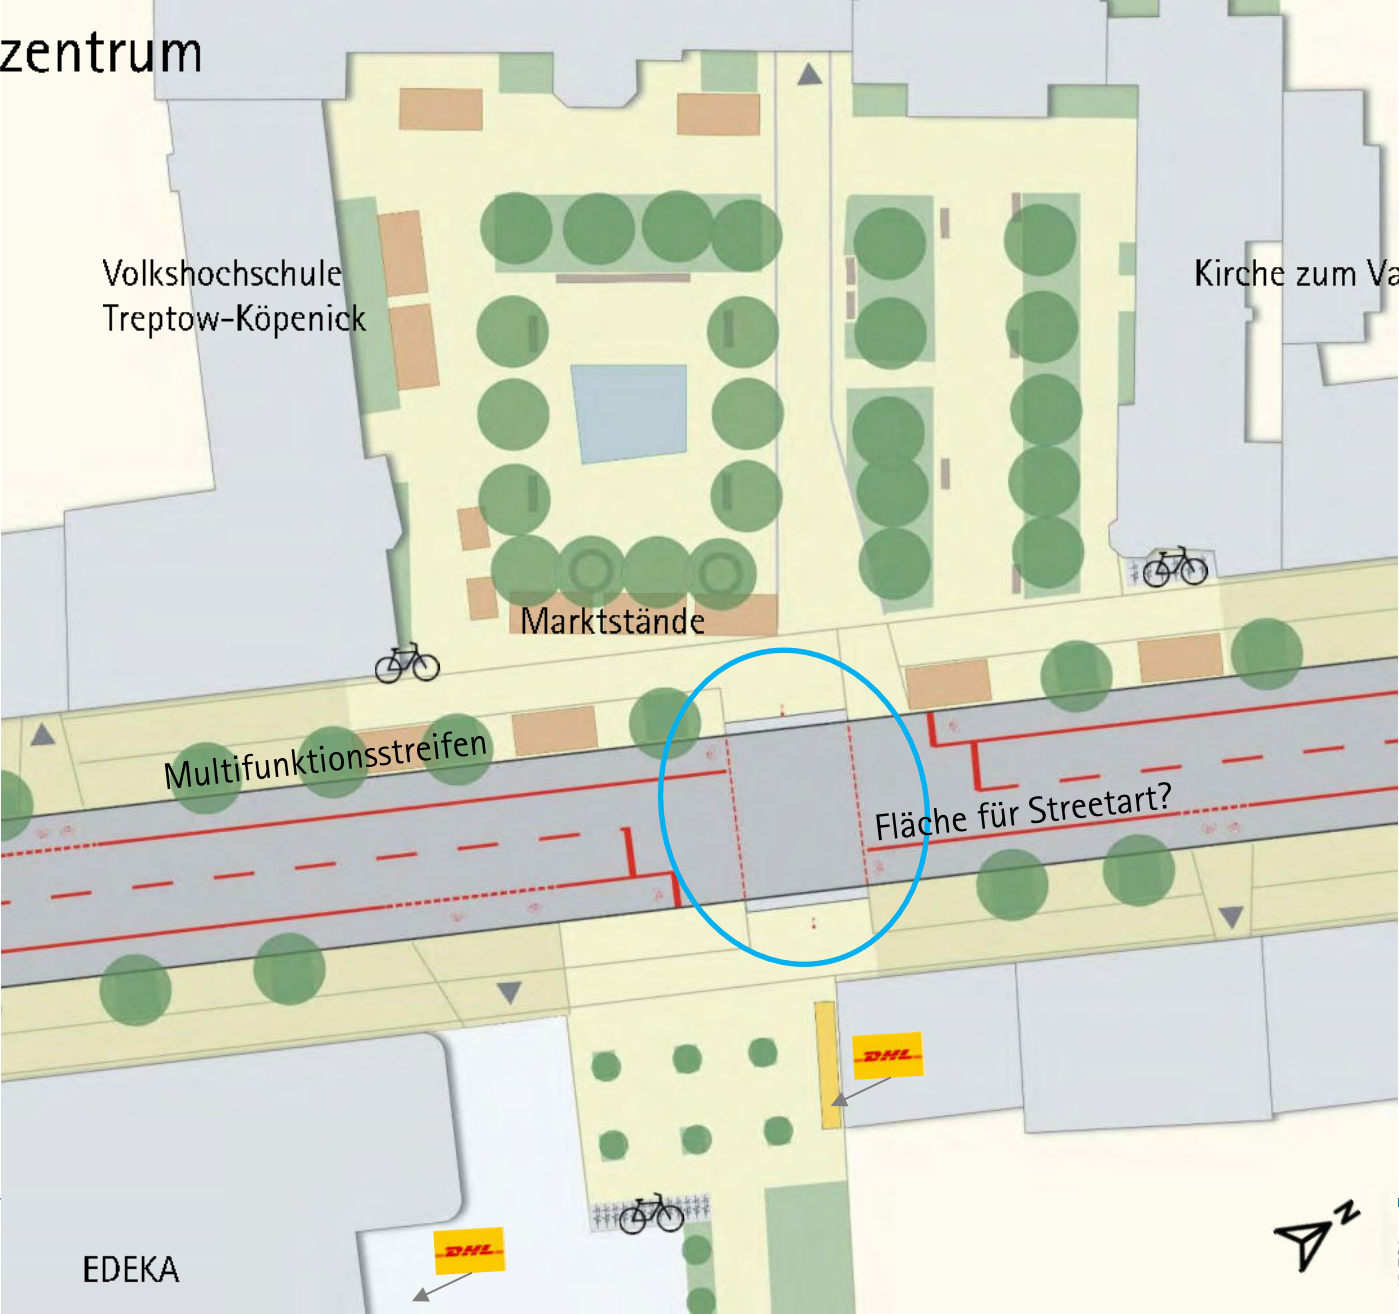 zentrum
Volkshochschule
Treptow-Köpenick
Kirche zum Va
Marktstände
Multifunktionsstreifen
Fläche für Streetart?
DHL
DHL
EDEKA
N